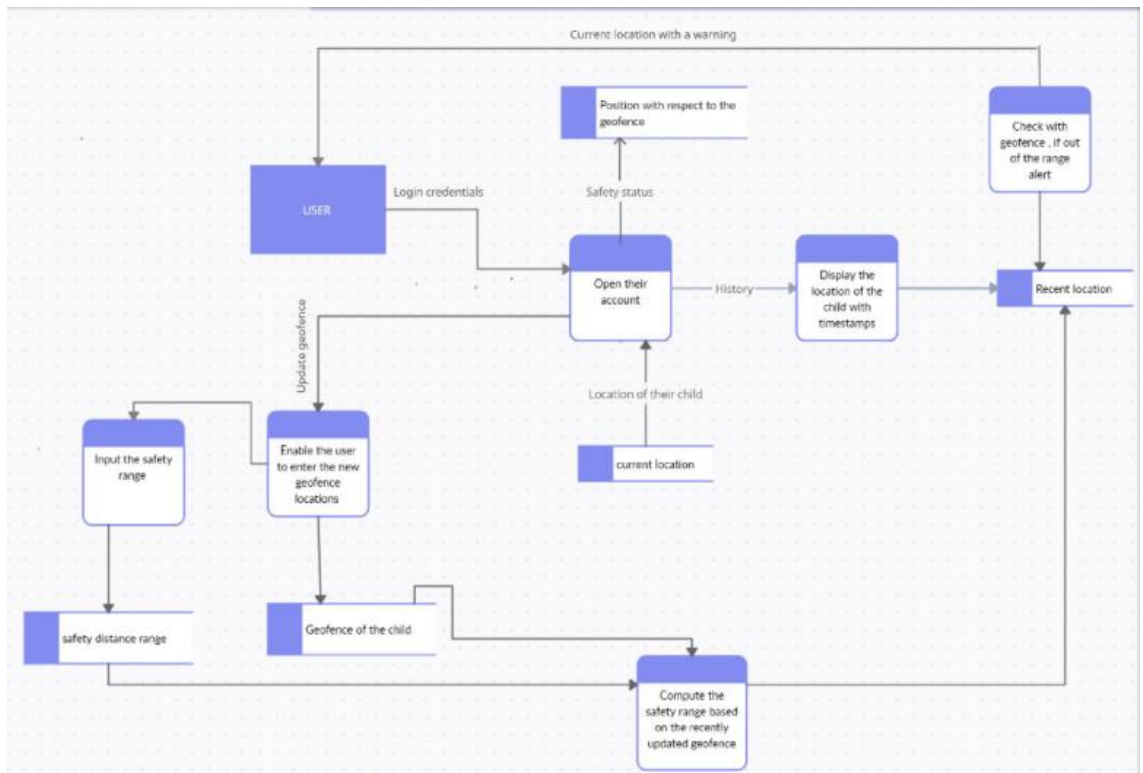 Current location with a warning
Position with respect to the
geofence
Check with
geofence , if out
of the range
alert
USER
Login credentials
Safety status
Open their
account
History
Display the
location of the
child with
timestamps
Recent location
Update geofence
Location of their child
current location
Input the safety
range
Enable the user
to enter the new
geofence
locations
safety distance range
Geofence of the child
Compute the
safety range based
on the recently
updated geofence